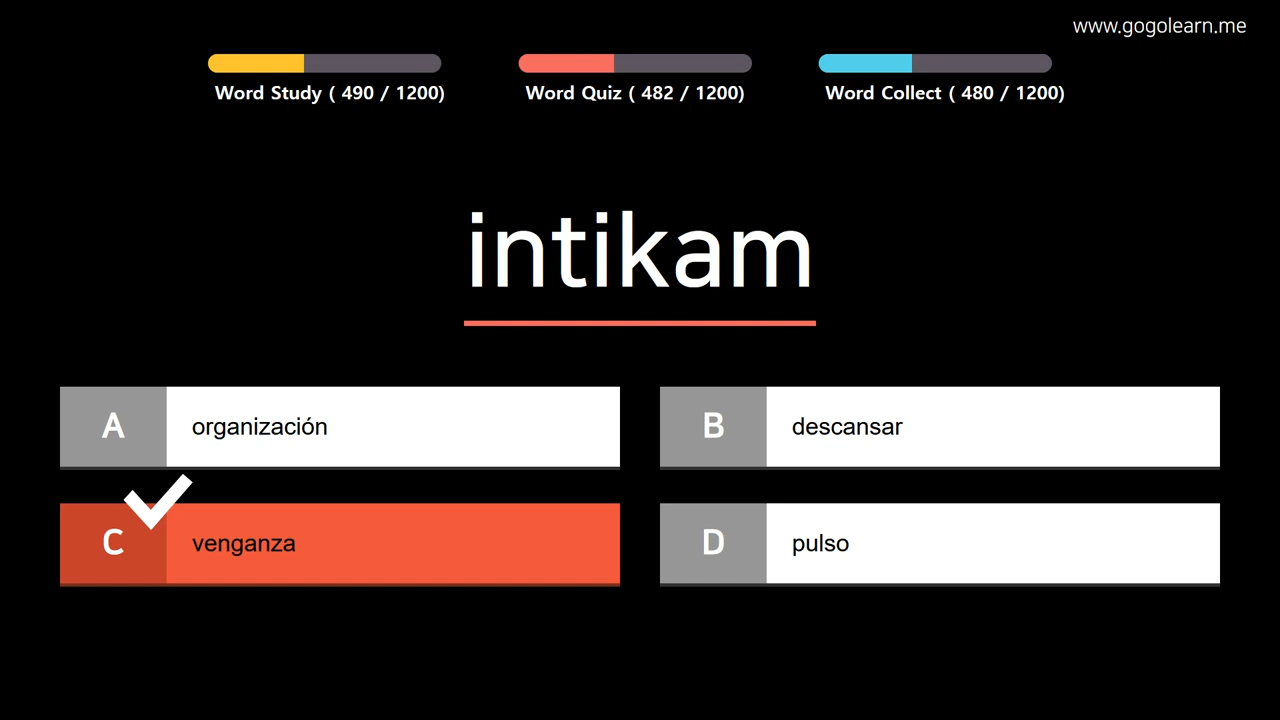 www.gogolearn.me
Word Study ( 490 / 1200)
Word Quiz ( 482 / 1200)
Word Collect ( 480 / 1200)
intikam
A organización
B descansar
C venganza
D pulso